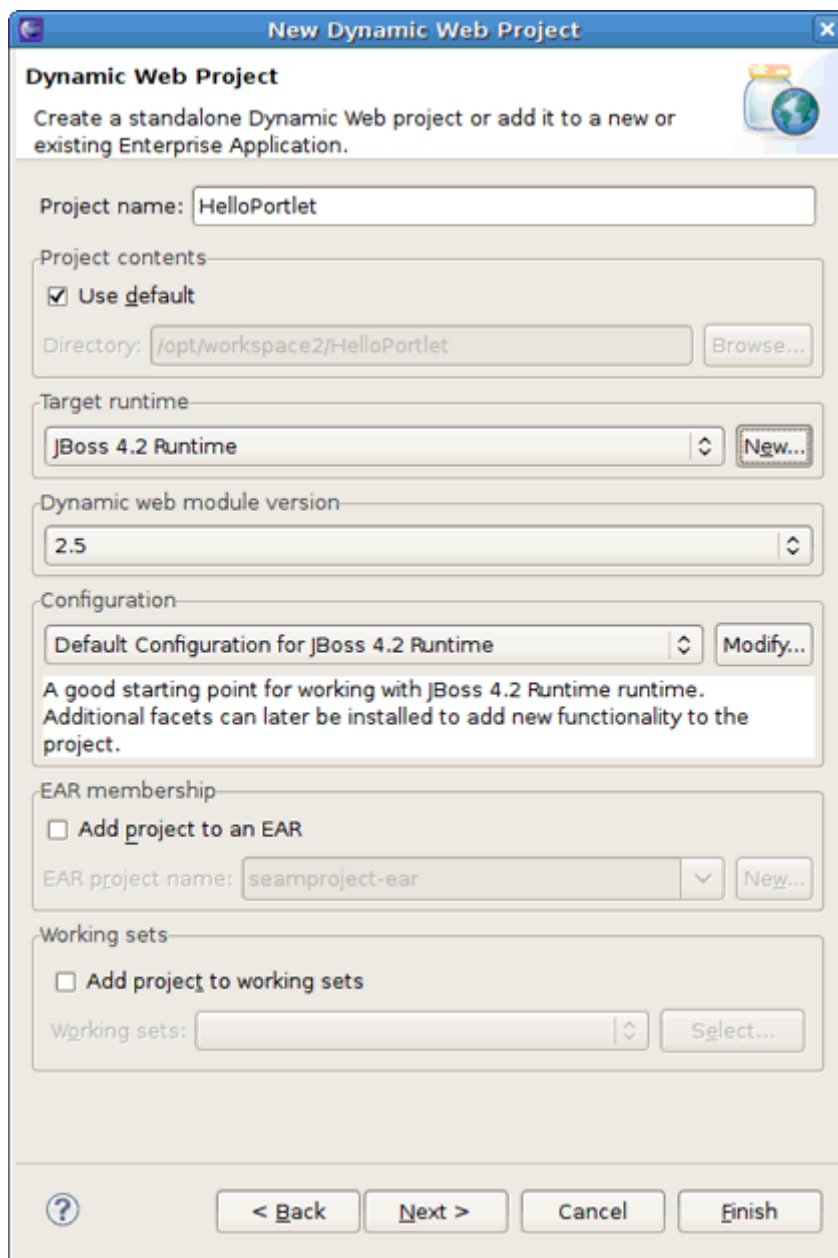 New Dynamic Web Project
Dynamic Web Project
Create a standalone Dynamic Web project or add it to a new or
existing Enterprise Application.
Project name: HelloPortlet
Project contents
Use default
Directory: /opt/workspace2/HelloPortlet Browse...
Target runtime
JBoss 4.2 Runtime New...
Dynamic web module version
2.5
Configuration
Default Configuration for JBoss 4.2 Runtime Modify...
A good starting point for working with JBoss 4.2 Runtime runtime.
Additional facets can later be installed to add new functionality to the
project.
EAR membership
Add project to an EAR
EAR project name: seamproject-ear New...
Working sets
Add project to working sets
Working sets: Select...
? < Back Next > Cancel Finish